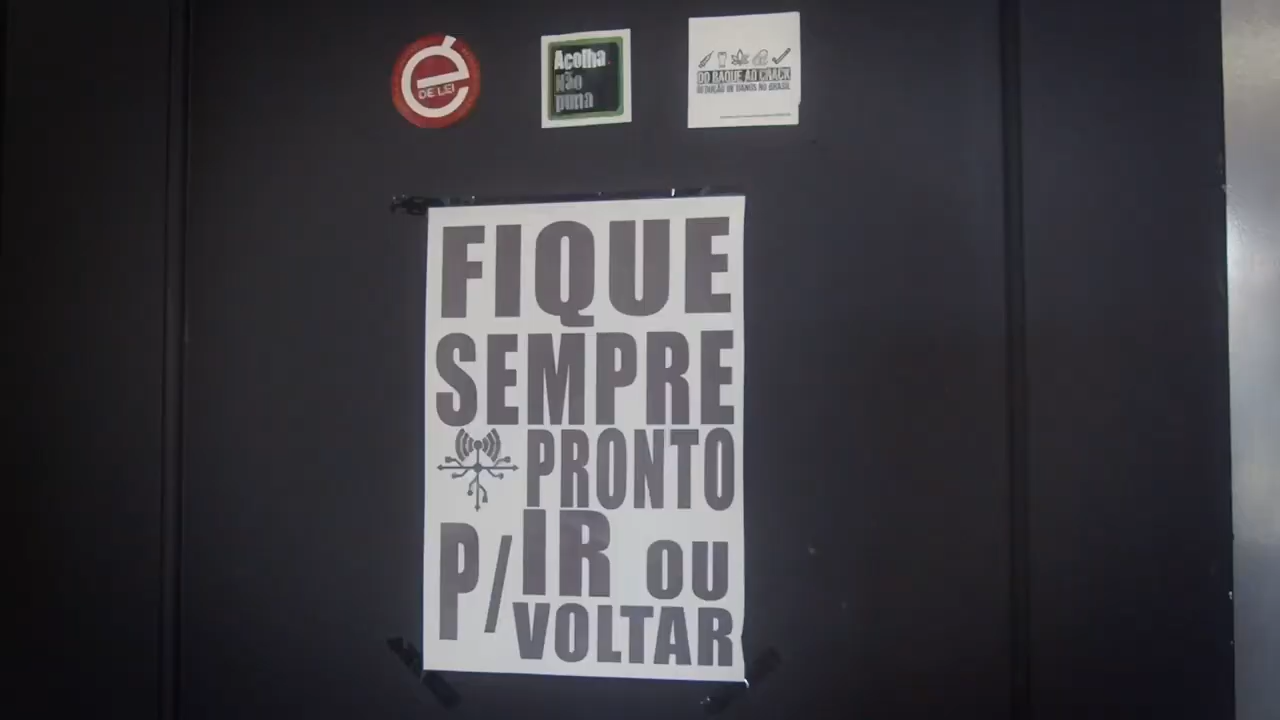 é
DE LEI
Acolha
Não
puna
DO BAQUE AO CRACK
REDUÇÃO DE DANOS NO BRASIL
FIQUE
SEMPRE
PRONTO
P/ IR OU
VOLTAR